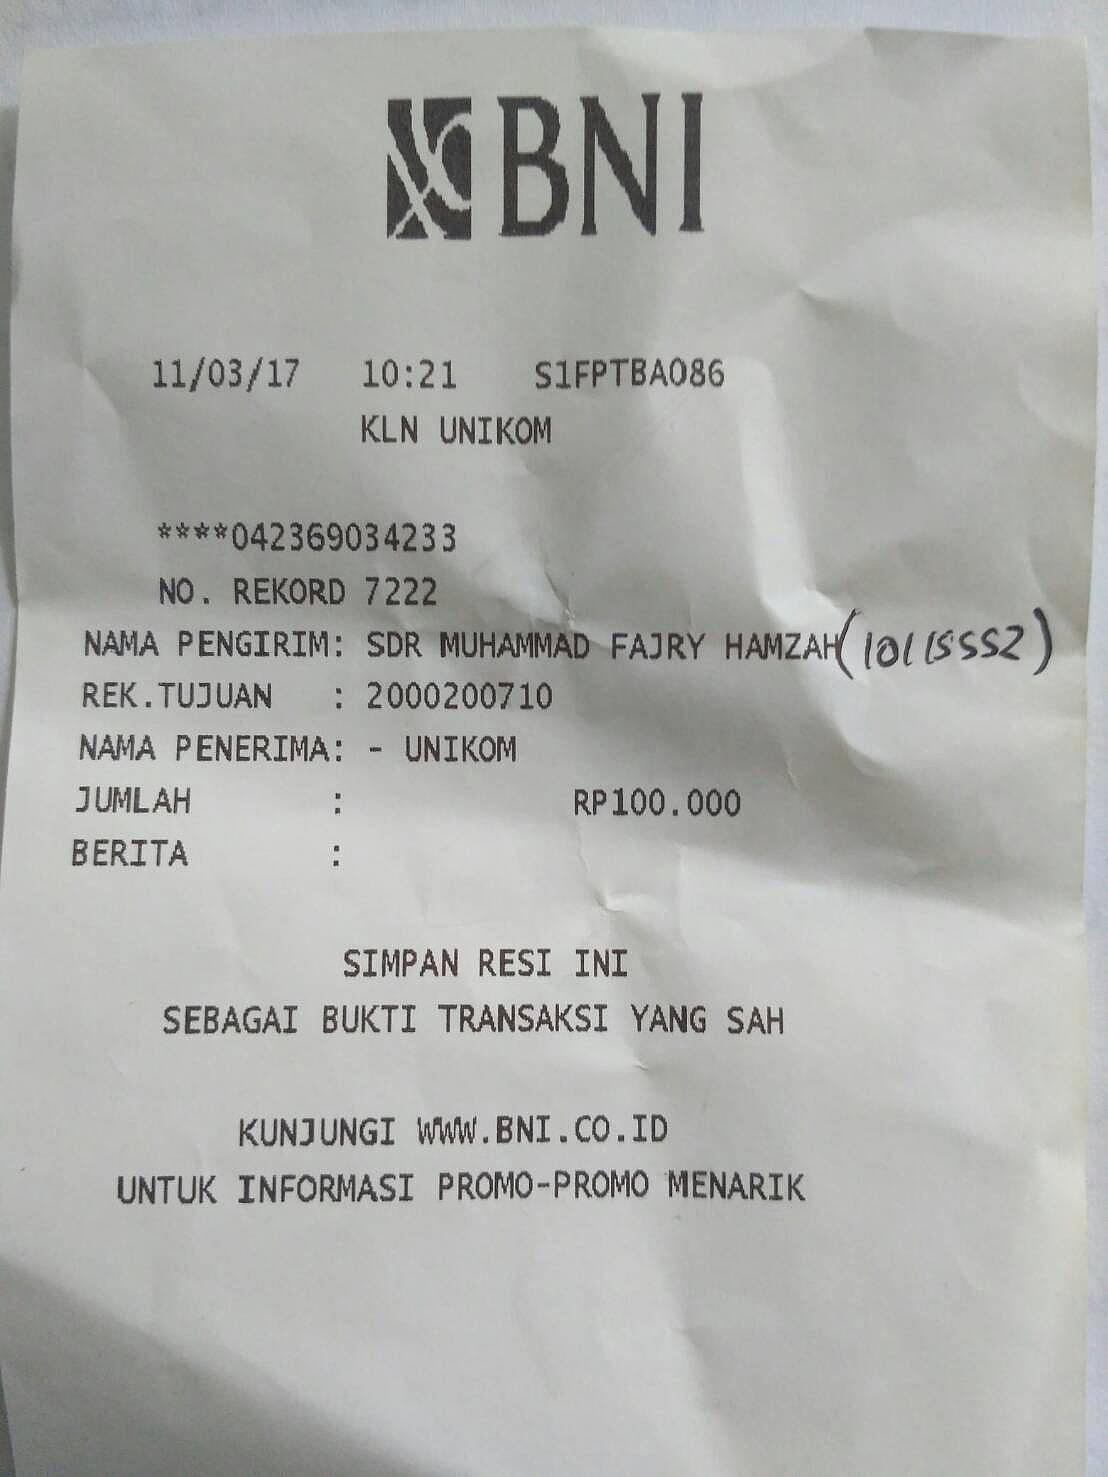 BNI
11/03/17 10:21 S1FPTBA086
KLN UNIKOM
****042369034233
NO. REKORD 7222
NAMA PENGIRIM: SDR MUHAMMAD FAJRY HAMZAH (10115552)
REK.TUJUAN : 2000200710
NAMA PENERIMA: - UNIKOM
JUMLAH : RP100.000
BERITA :
SIMPAN RESI INI
SEBAGAI BUKTI TRANSAKSI YANG SAH
KUNJUNGI WWW.BNI.CO.ID
UNTUK INFORMASI PROMO-PROMO MENARIK